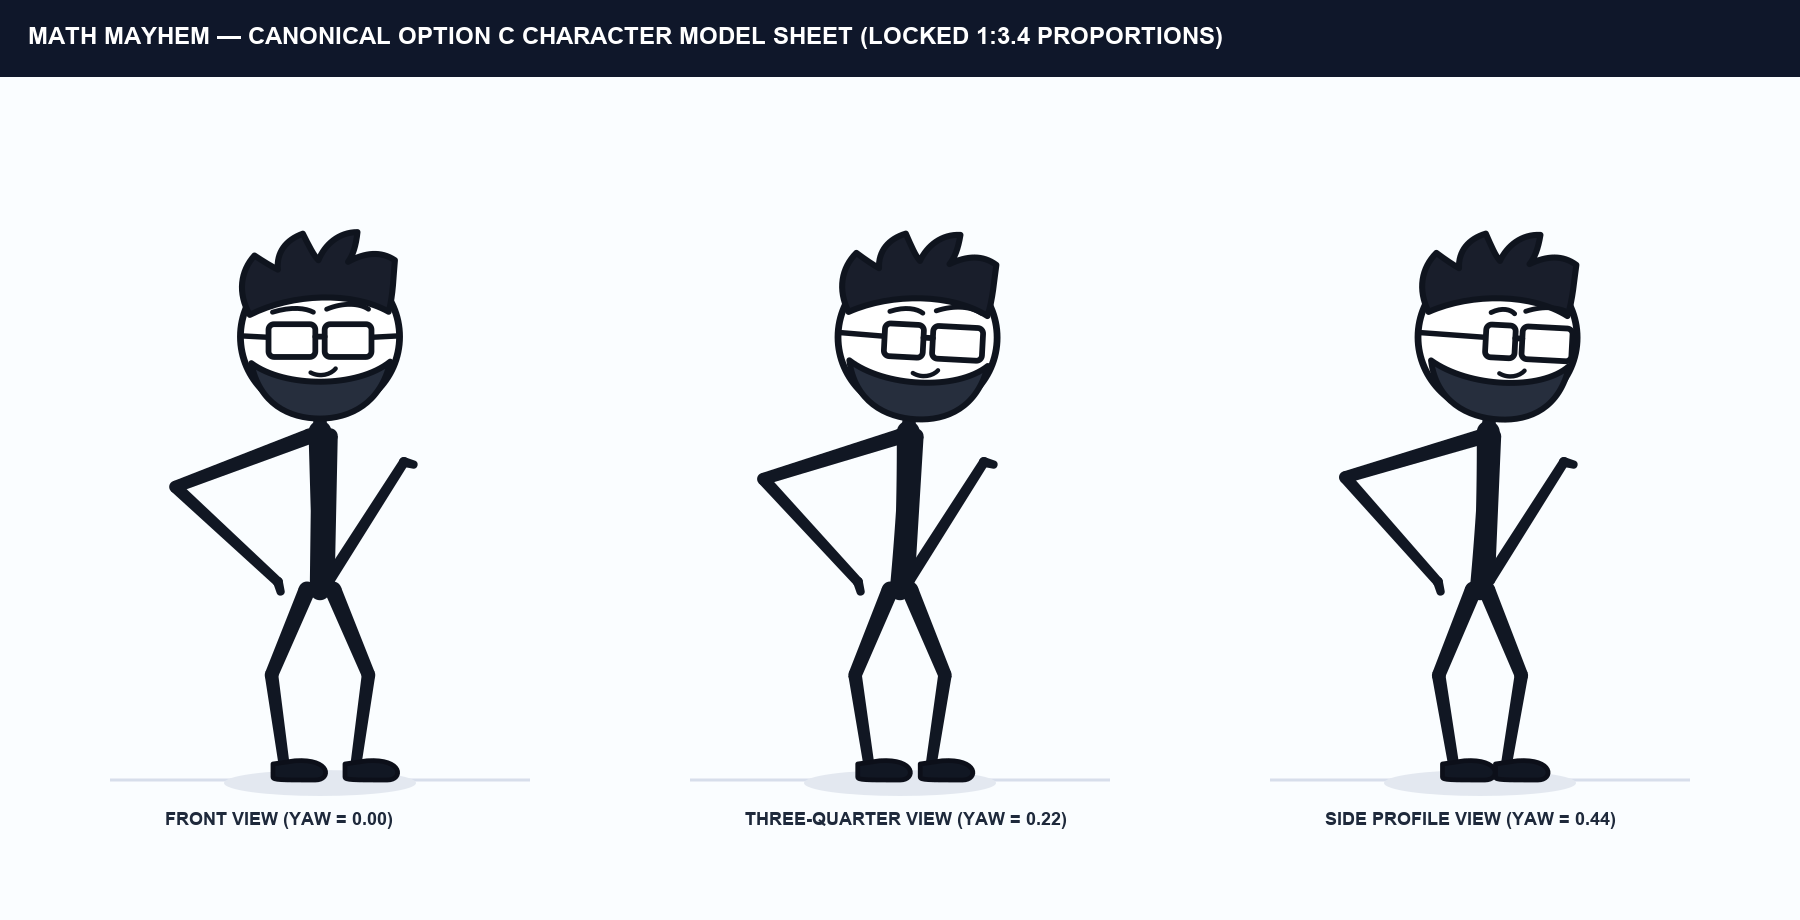 MATH MAYHEM — CANONICAL OPTION C CHARACTER MODEL SHEET (LOCKED 1:3.4 PROPORTIONS)
FRONT VIEW (YAW = 0.00)
THREE-QUARTER VIEW (YAW = 0.22)
SIDE PROFILE VIEW (YAW = 0.44)